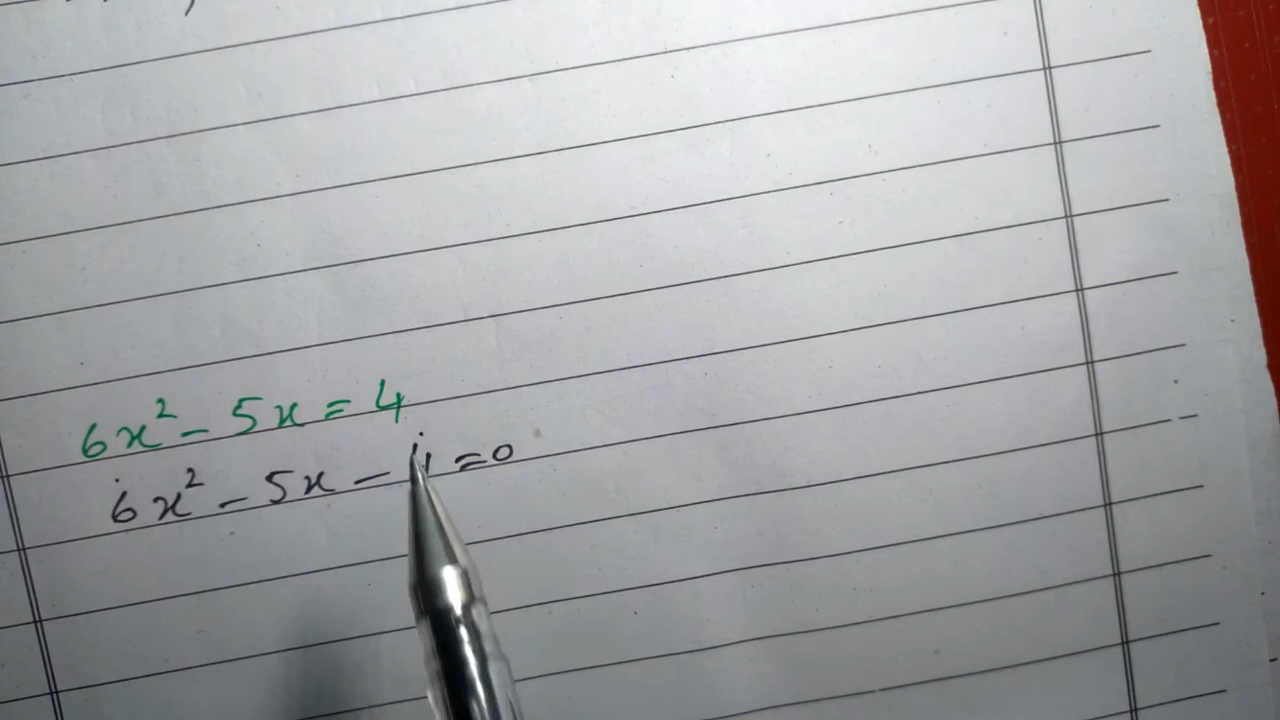 6x² - 5x = 4
6x² - 5x - 4 = 0